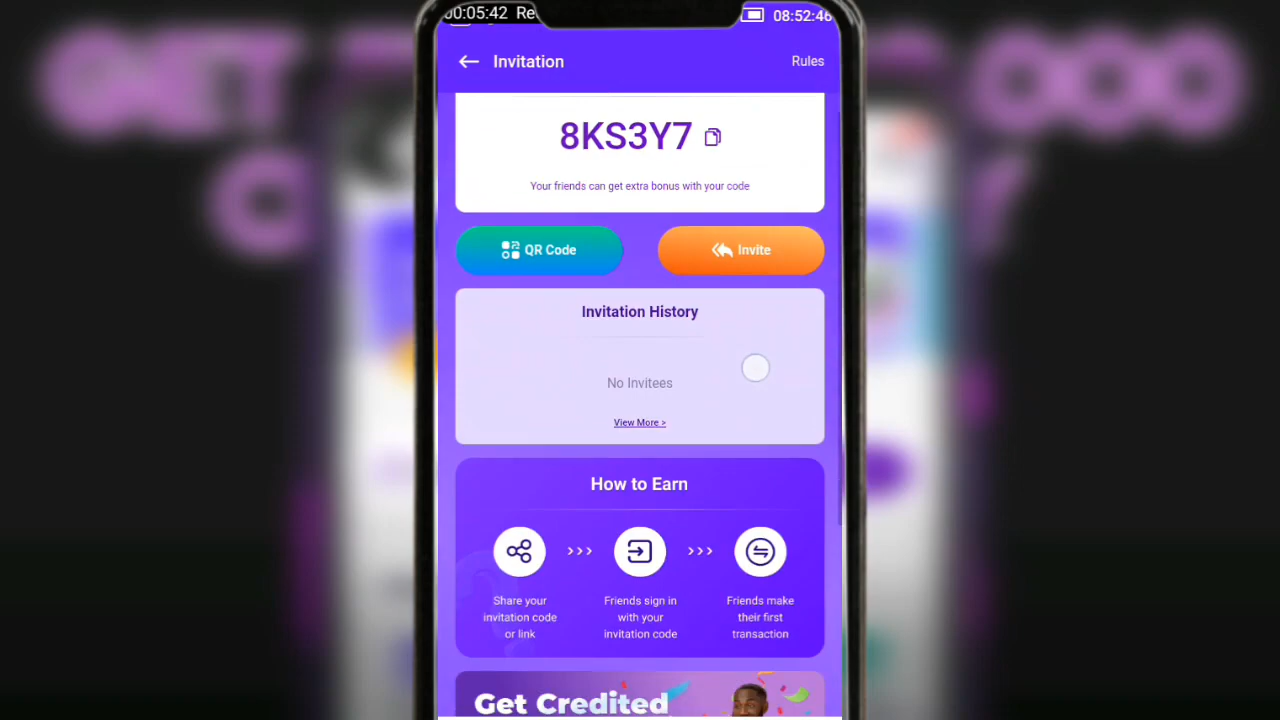 GET
000
00:05:42 Re
08:52:46
Invitation
Rules
8KS3Y7
Your friends can get extra bonus with your code
QR Code
Invite
Invitation History
No Invitees
View More >
How to Earn
>>>
>>>
Share your
invitation code
or link
Friends sign in
with your
invitation code
Friends make
their first
transaction
Get Credited